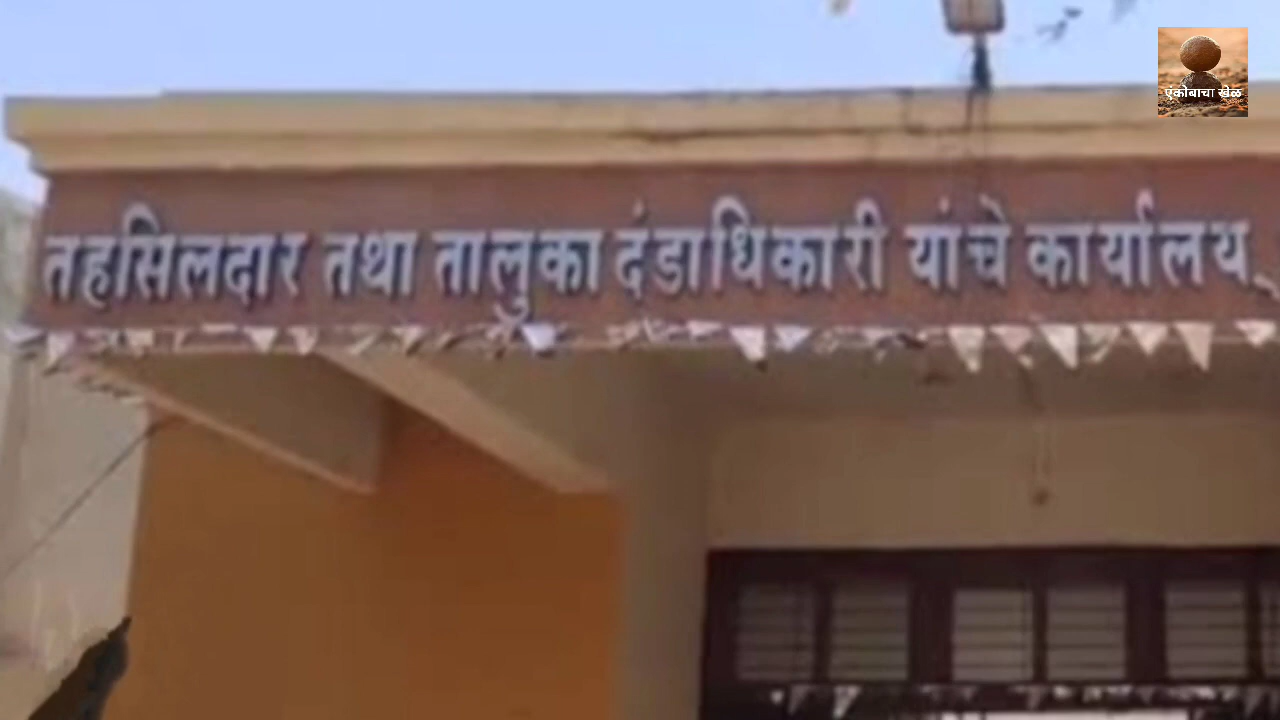 एंकोबाचा खेळ
तहसिलदार तथा तालुका दंडाधिकारी यांचे कार्यालय,